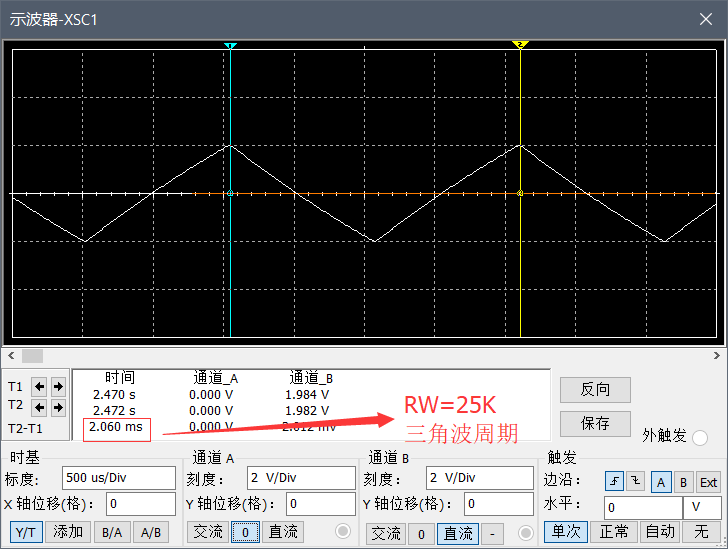 示波器-XSC1
1
2
时间 通道_A 通道_B
T1 2.470 s 0.000 V 1.984 V
T2 2.472 s 0.000 V 1.982 V
T2-T1 2.060 ms 0.000 V
RW=25K
三角波周期
反向
保存
外触发
时基
标度: 500 us/Div
X 轴位移(格): 0
Y/T 添加 B/A A/B
通道 A
刻度: 2 V/Div
Y 轴位移(格): 0
交流 0 直流
通道 B
刻度: 2 V/Div
Y 轴位移(格): 0
交流 0 直流 -
触发
边沿: A B Ext
水平: 0 V
单次 正常 自动 无